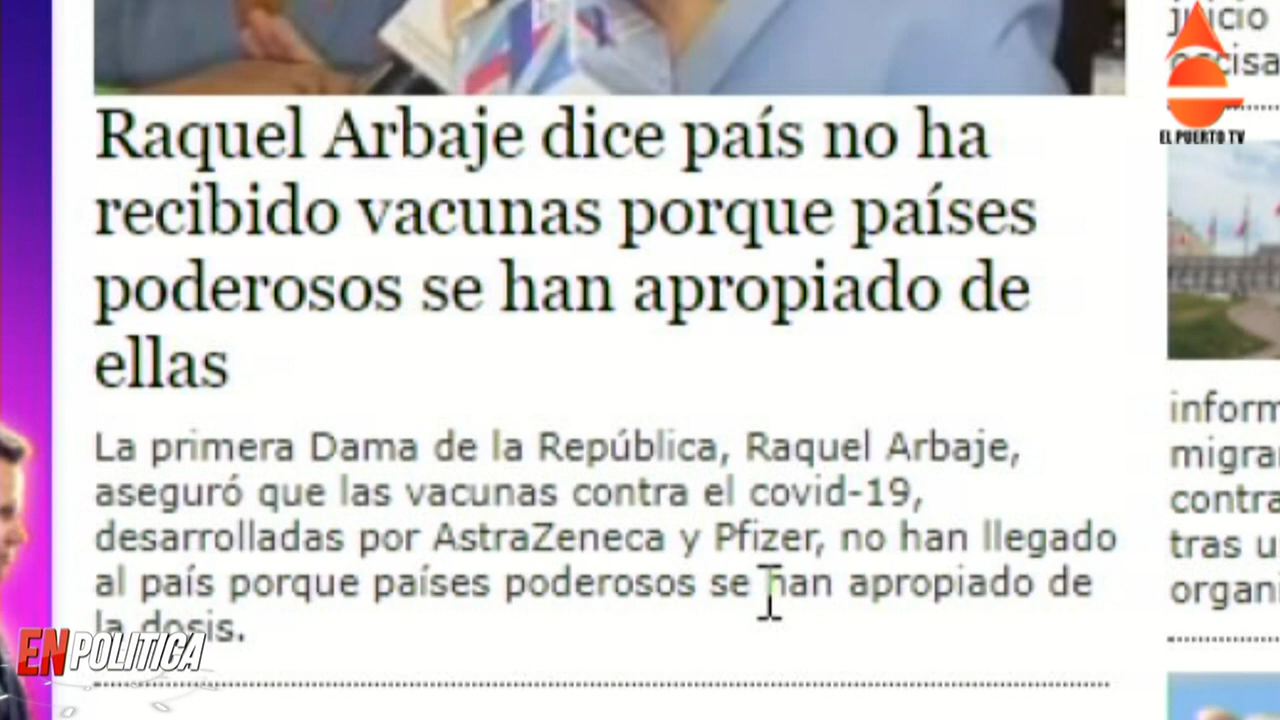 Raquel Arbaje dice país no ha
recibido vacunas porque países
poderosos se han apropiado de
ellas
La primera Dama de la República, Raquel Arbaje,
aseguró que las vacunas contra el covid-19,
desarrolladas por AstraZeneca y Pfizer, no han llegado
al país porque países poderosos se han apropiado de
la dosis.
EL PUERTO TV
contra
tras
EN POLITICA